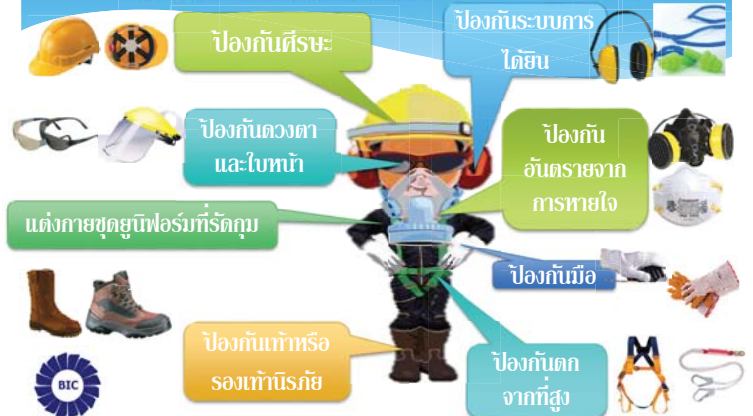 ป้องกันศีรษะ
ป้องกันระบบการ
ได้ยิน
ป้องกันดวงตา
และใบหน้า
ป้องกัน
อันตรายจาก
การหายใจ
แต่งกายชุดยูนิฟอร์มที่รัดกุม
ป้องกันมือ
ป้องกันเท้าหรือ
รองเท้านิรภัย
ป้องกันตก
จากที่สูง
BIC